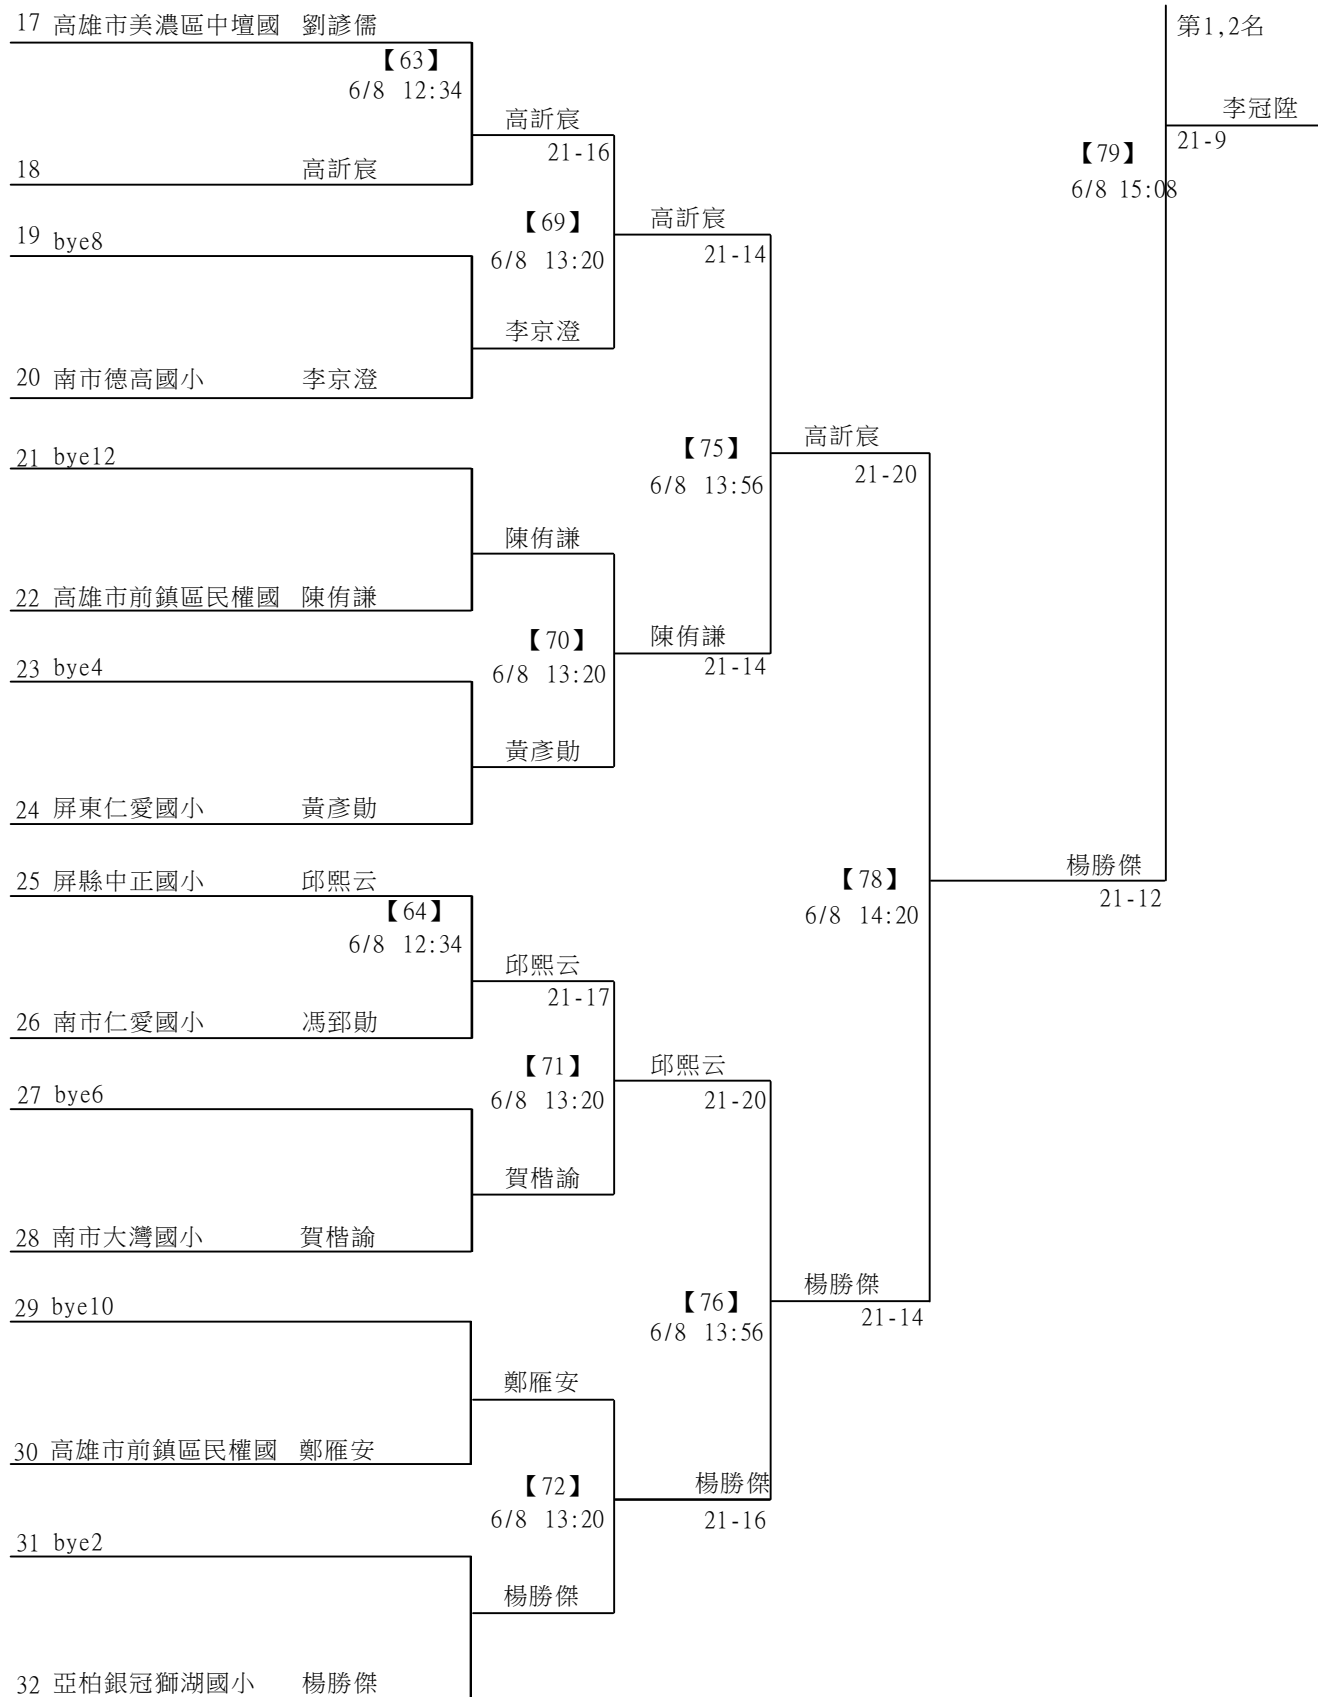 17 高雄市美濃區中壇國 劉諺儒
第1,2名
【63】
6/8 12:34
李冠陞
高訢宸
21-9
21-16
【79】
18 高訢宸
6/8 15:08
高訢宸
【69】
19 bye8
21-14
6/8 13:20
李京澄
20 南市德高國小 李京澄
高訢宸
【75】
21 bye12
21-20
6/8 13:56
陳侑謙
22 高雄市前鎮區民權國 陳侑謙
陳侑謙
【70】
23 bye4
21-14
6/8 13:20
黃彥勛
24 屏東仁愛國小 黃彥勛
楊勝傑
25 屏縣中正國小 邱熙云
【78】
21-12
【64】
6/8 14:20
6/8 12:34
邱熙云
21-17
26 南市仁愛國小 馮郅勛
邱熙云
【71】
27 bye6
21-20
6/8 13:20
賀楷諭
28 南市大灣國小 賀楷諭
楊勝傑
【76】
29 bye10
21-14
6/8 13:56
鄭雁安
30 高雄市前鎮區民權國 鄭雁安
楊勝傑
【72】
6/8 13:20
21-16
31 bye2
楊勝傑
32 亞柏銀冠獅湖國小 楊勝傑